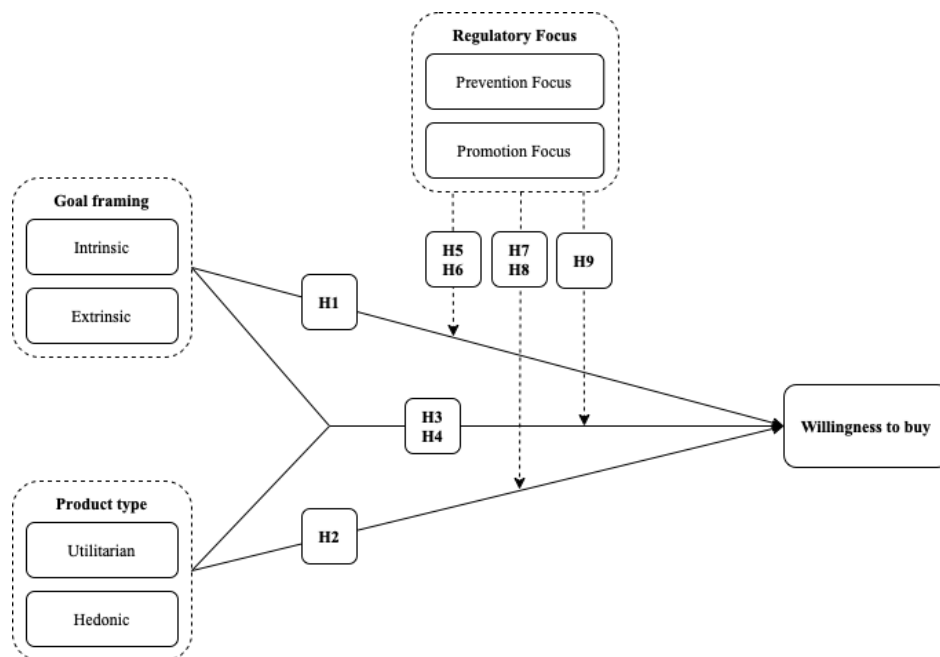 Regulatory Focus
Prevention Focus
Promotion Focus
Goal framing
Intrinsic
Extrinsic
H5
H6
H7
H8
H9
H1
H3
H4
Willingness to buy
Product type
Utilitarian
Hedonic
H2